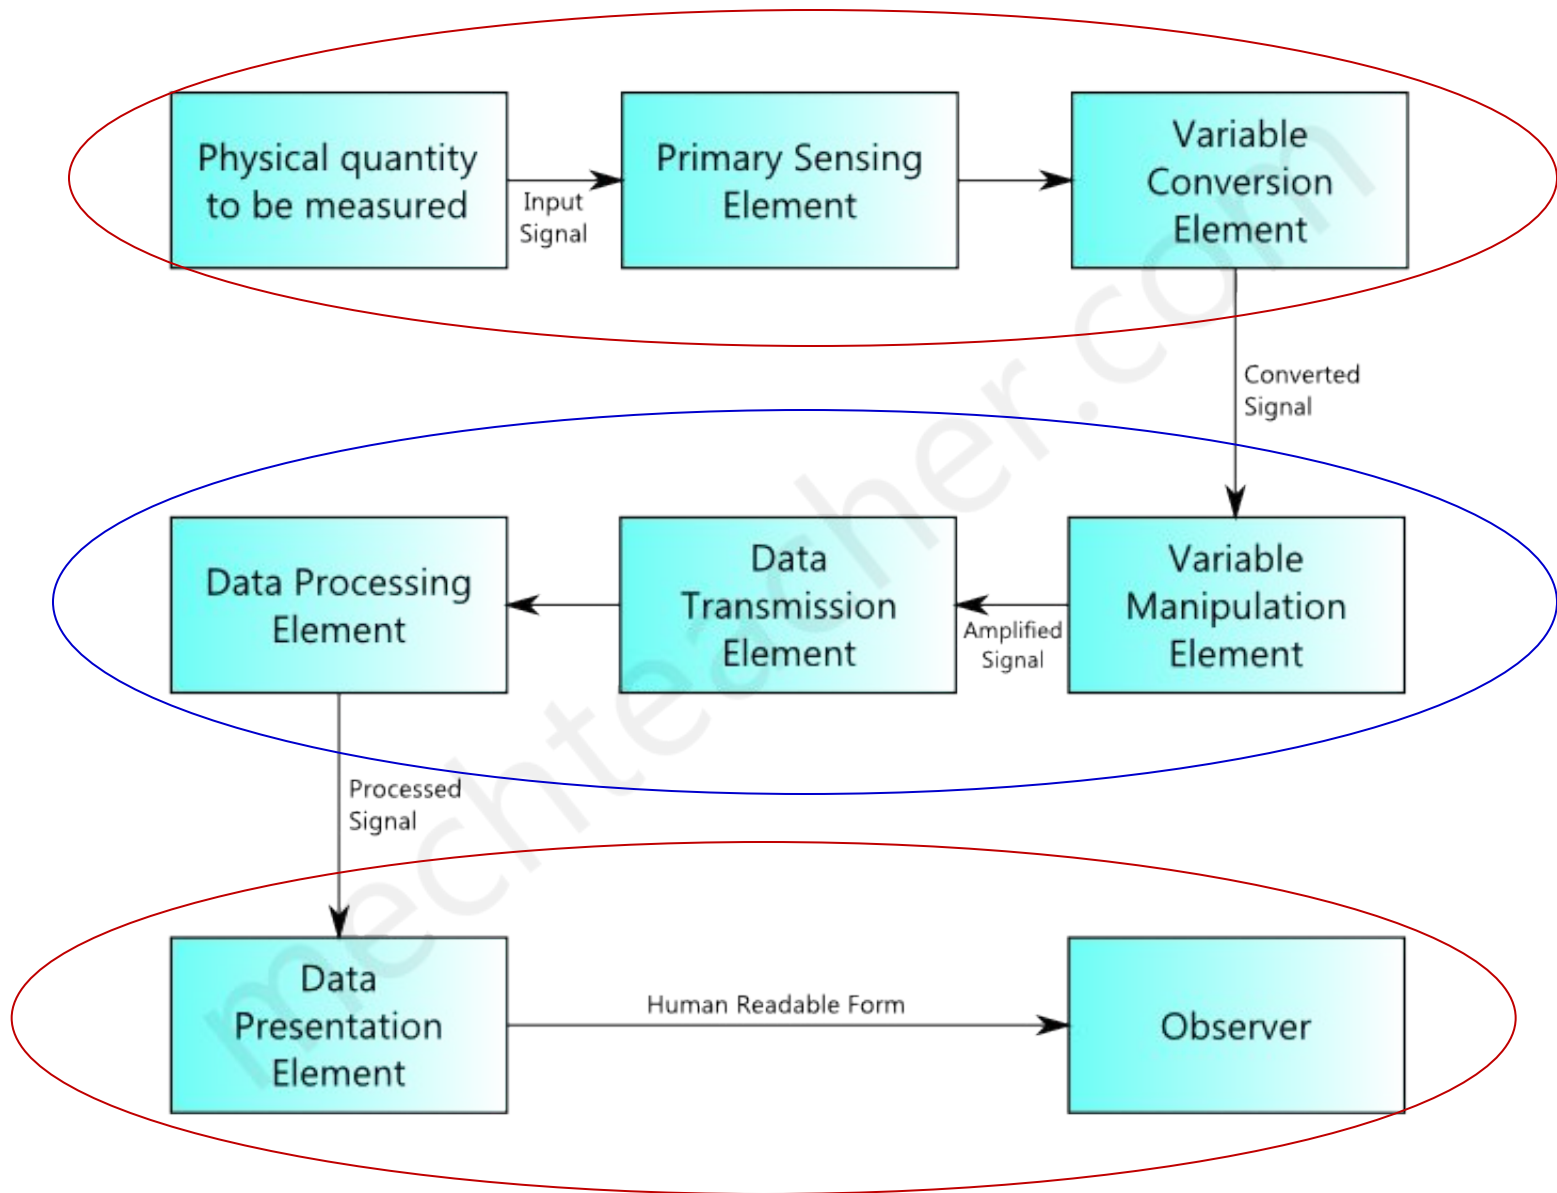 Physical quantity
to be measured
Input
Signal
Primary Sensing
Element
Variable
Conversion
Element
Converted
Signal
Variable
Manipulation
Element
Amplified
Signal
Data
Transmission
Element
Data Processing
Element
Processed
Signal
Data
Presentation
Element
Human Readable Form
Observer
mechteacher.com